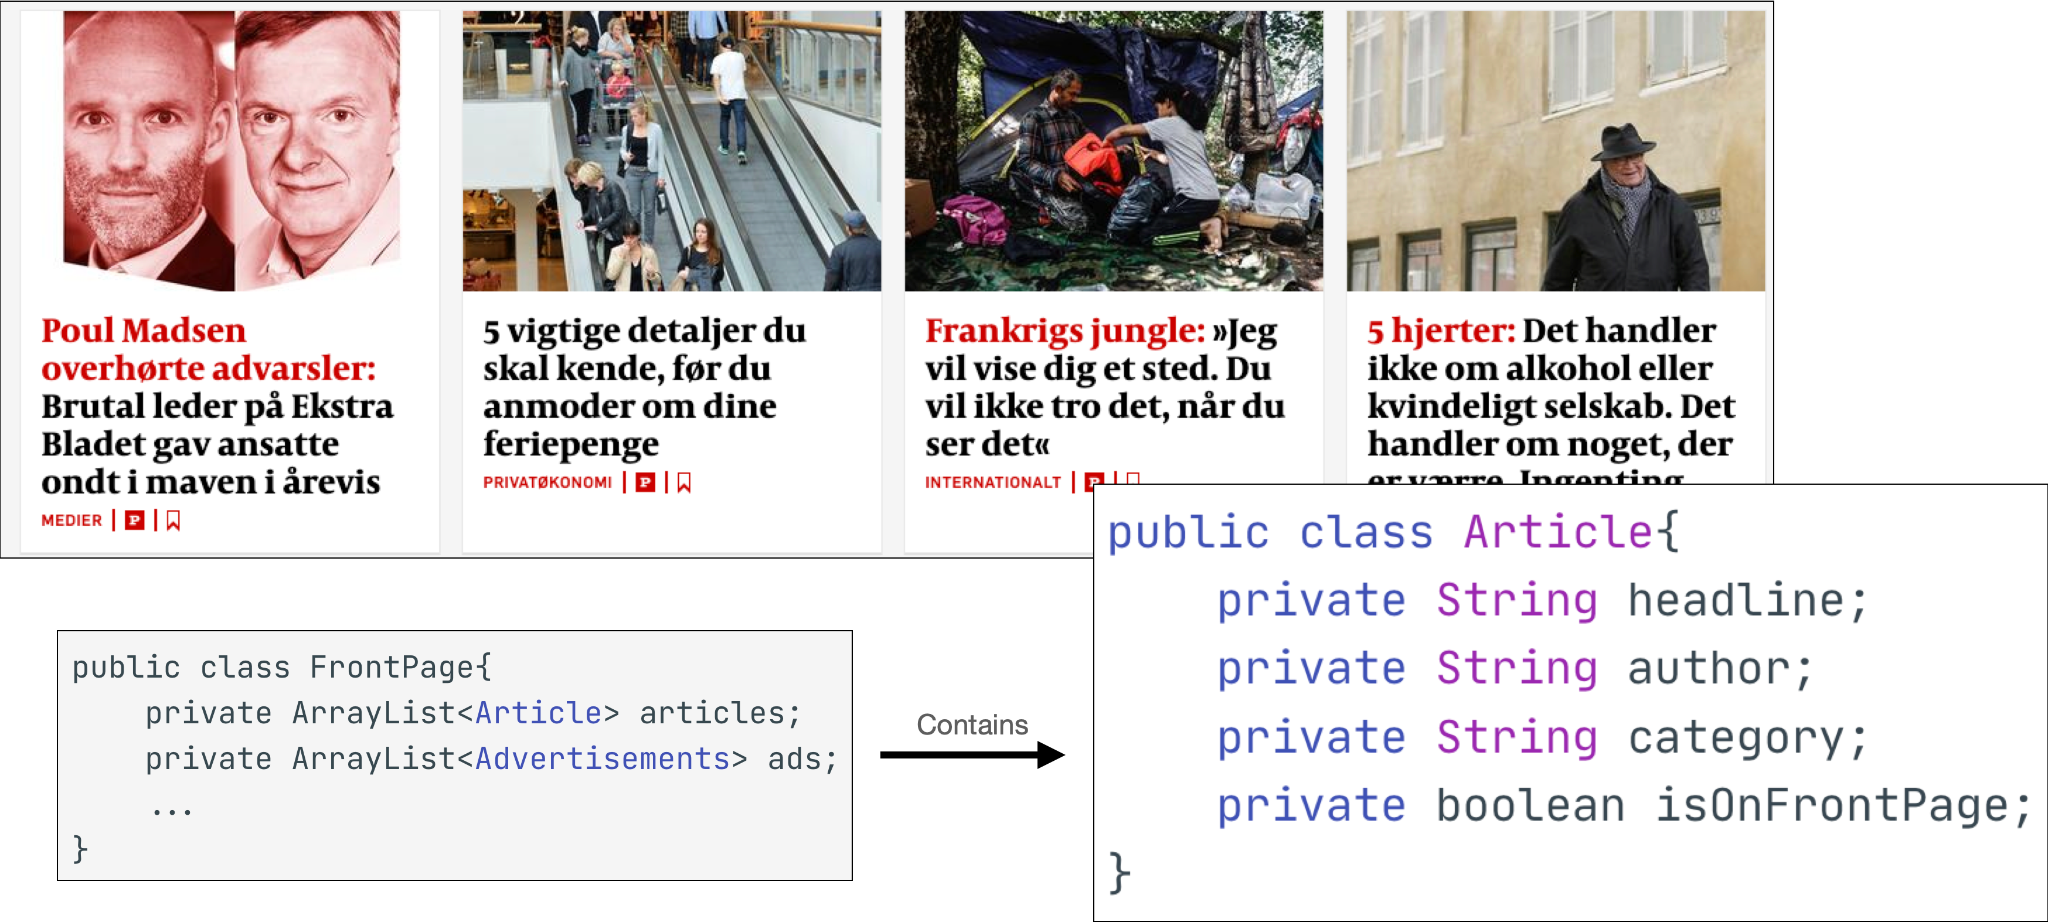 Poul Madsen
overhørte advarsler:
Brutal leder på Ekstra
Bladet gav ansatte
ondt i maven i årevis
MEDIER | P |
5 vigtige detaljer du
skal kende, før du
anmoder om dine
feriepenge
PRIVATØKONOMI | P |
Frankrigs jungle: »Jeg
vil vise dig et sted. Du
vil ikke tro det, når du
ser det«
INTERNATIONALT | P |
5 hjerter: Det handler
ikke om alkohol eller
kvindeligt selskab. Det
handler om noget, der
er værre. Ingenting
public class FrontPage{
private ArrayList<Article> articles;
private ArrayList<Advertisements> ads;
...
}
Contains
public class Article{
private String headline;
private String author;
private String category;
private boolean isOnFrontPage;
}